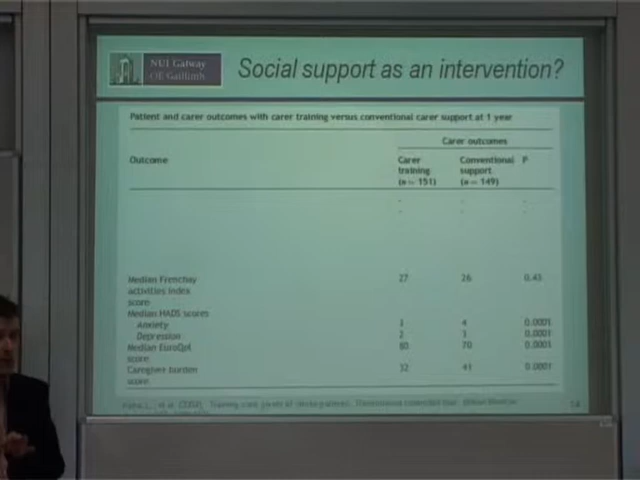 NUI Galway
OÉ Gaillimh
Social support as an intervention?
Patient and carer outcomes with carer training versus conventional carer support at 1 year
Carer outcomes
Outcome Carer training (n = 151) Conventional support (n = 149) P
Median Frenchay activities index score 27 26 0.43
Median HADS scores
Anxiety 3 4 0.0001
Depression 2 3 0.0001
Median EuroQol score 80 70 0.0001
Caregiver burden score 32 41 0.0001
14